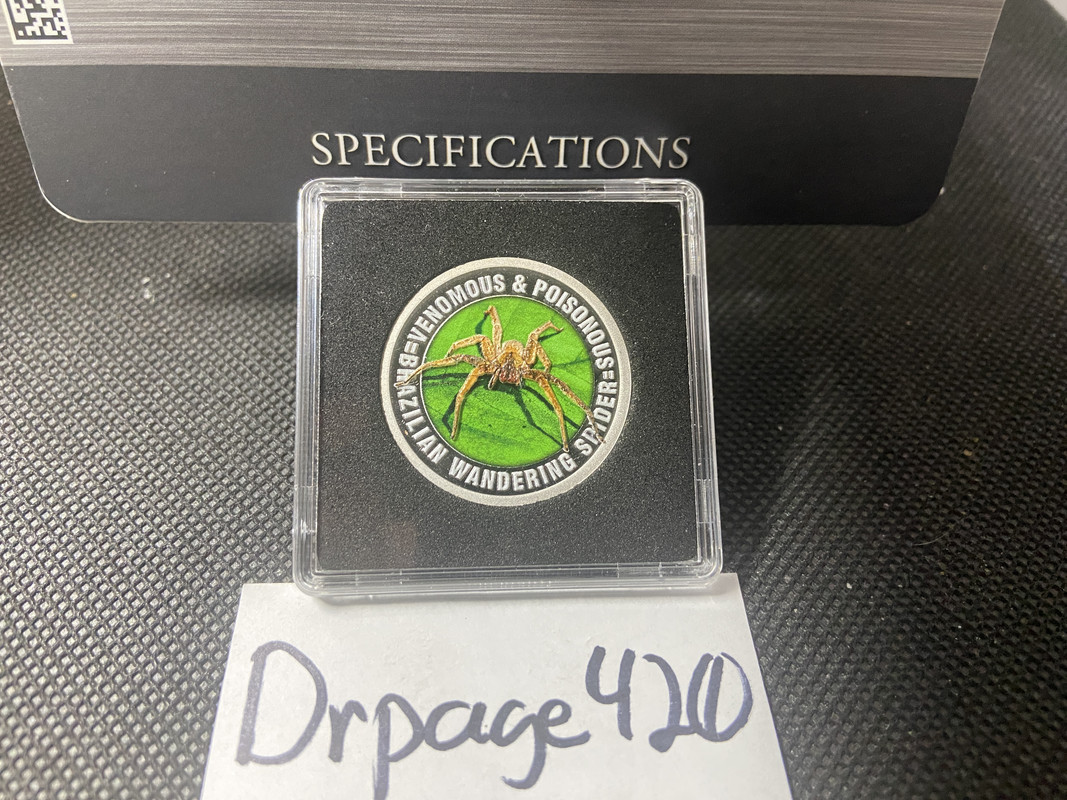 SPECIFICATIONS
=VENOMOUS & POISONOUS=
BRAZILIAN WANDERING SPIDER
Drpage420